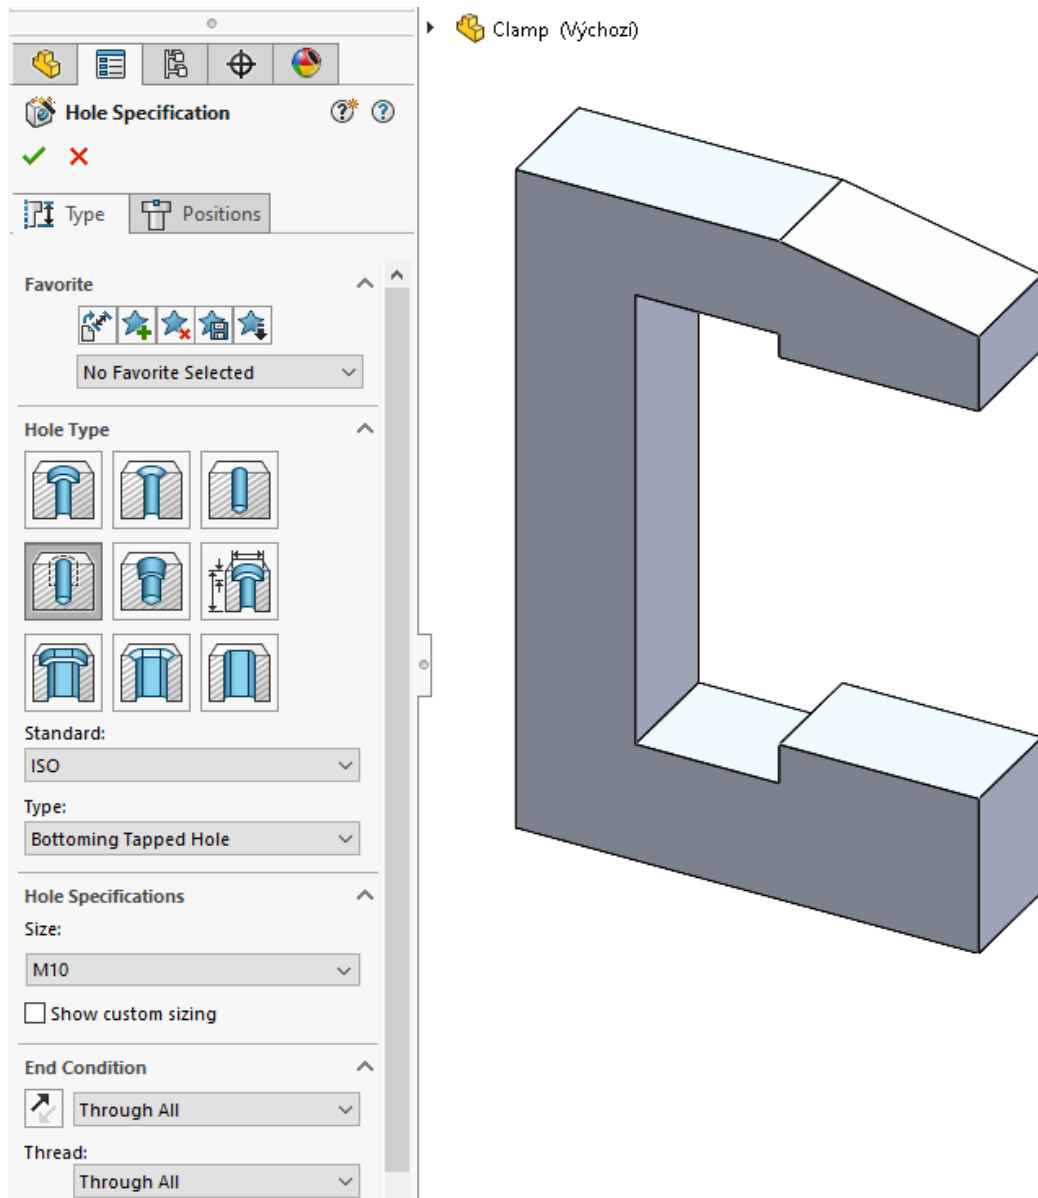 Clamp (Výchozí)
Hole Specification
Type
Positions
Favorite
No Favorite Selected
Hole Type
Standard:
ISO
Type:
Bottoming Tapped Hole
Hole Specifications
Size:
M10
Show custom sizing
End Condition
Through All
Thread:
Through All